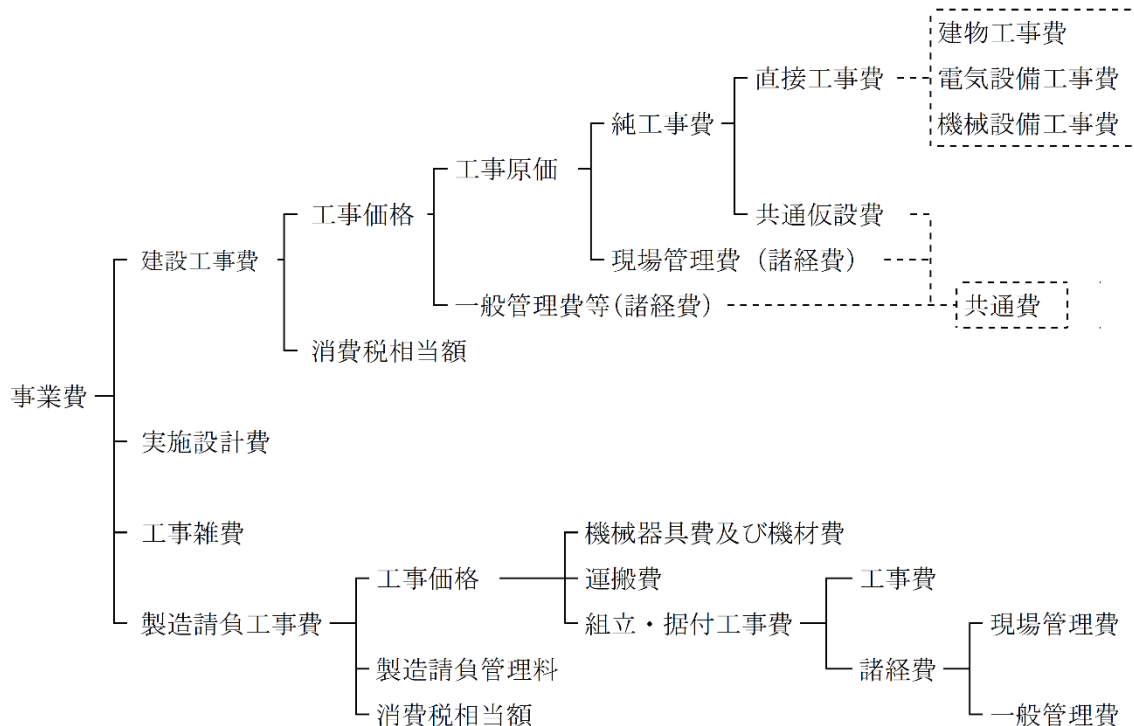 建物工事費
直接工事費
電気設備工事費
純工事費
機械設備工事費
工事原価
工事価格
共通仮設費
建設工事費
現場管理費（諸経費）
一般管理費等(諸経費)
共通費
消費税相当額
事業費
実施設計費
工事雑費
機械器具費及び機材費
工事価格
運搬費
工事費
製造請負工事費
組立・据付工事費
現場管理費
製造請負管理料
諸経費
消費税相当額
一般管理費